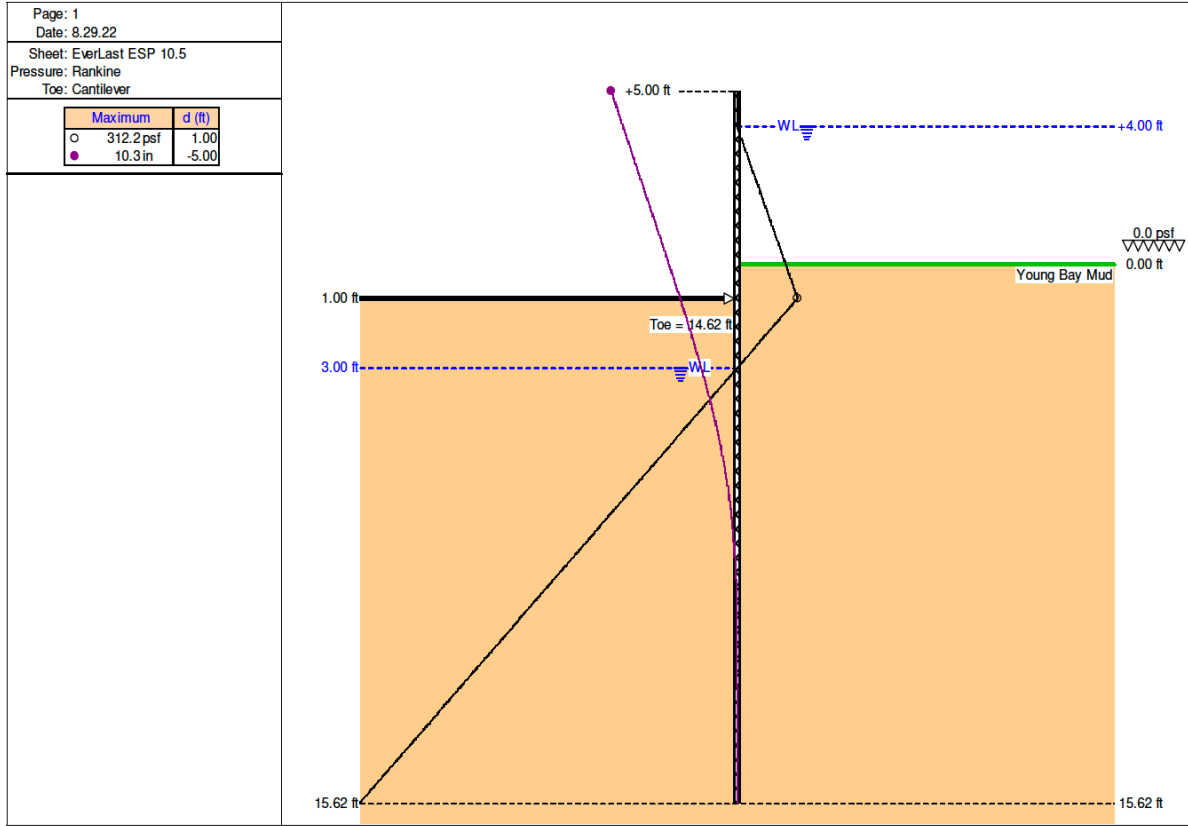 Page: 1
Date: 8.29.22
Sheet: EverLast ESP 10.5
Pressure: Rankine
Toe: Cantilever
Maximum d (ft)
312.2 psf 1.00
10.3 in -5.00
+5.00 ft
WL +4.00 ft
0.0 psf
0.00 ft
Young Bay Mud
1.00 ft
Toe = 14.62 ft
3.00 ft WL
15.62 ft 15.62 ft